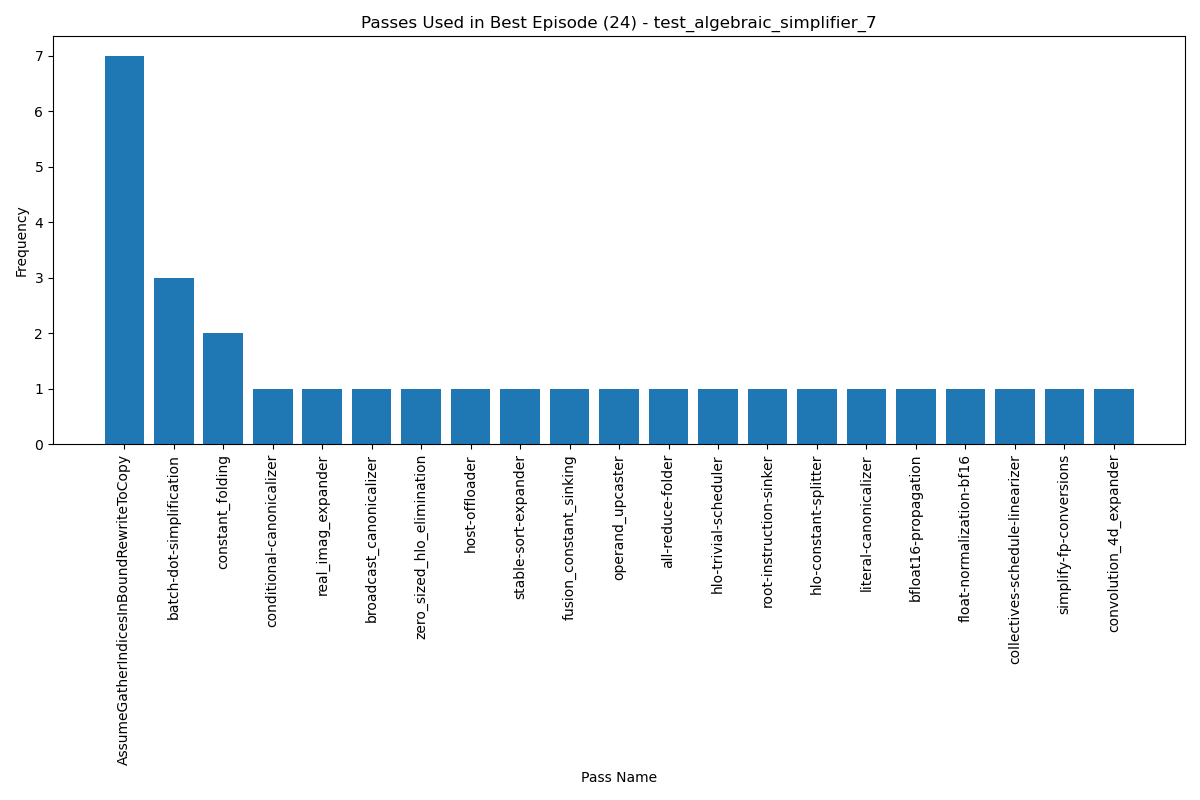 Passes Used in Best Episode (24) - test_algebraic_simplifier_7
Frequency
7
6
5
4
3
2
1
0
AssumeGatherIndicesInBoundRewriteToCopy
batch-dot-simplification
constant_folding
conditional-canonicalizer
real_imag_expander
broadcast_canonicalizer
zero_sized_hlo_elimination
host-offloader
stable-sort-expander
fusion_constant_sinking
operand_upcaster
all-reduce-folder
hlo-trivial-scheduler
root-instruction-sinker
hlo-constant-splitter
literal-canonicalizer
bfloat16-propagation
float-normalization-bf16
collectives-schedule-linearizer
simplify-fp-conversions
convolution_4d_expander
Pass Name